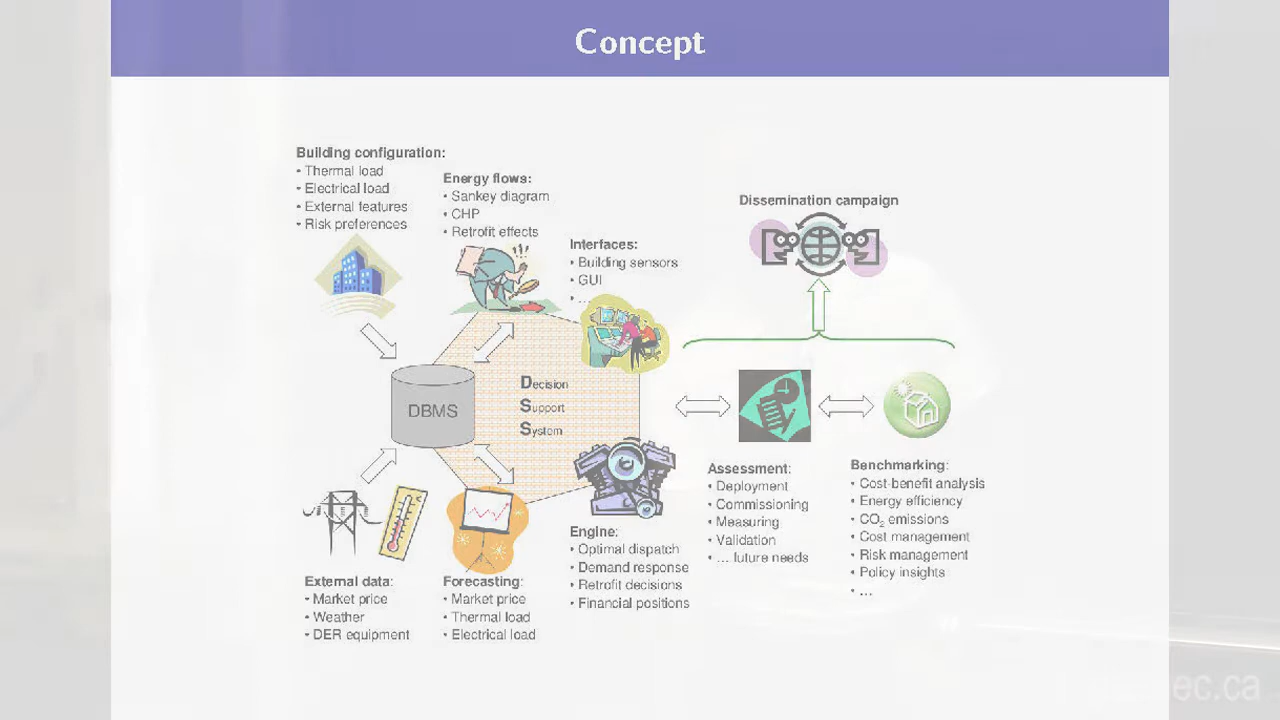 Concept
Building configuration:
• Thermal load
• Electrical load
• External features
• Risk preferences
Energy flows:
• Sankey diagram
• CHP
• Retrofit effects
Interfaces:
• Building sensors
• GUI
• ...
Dissemination campaign
DBMS
Decision
Support
System
External data:
• Market price
• Weather
• DER equipment
Forecasting:
• Market price
• Thermal load
• Electrical load
Engine:
• Optimal dispatch
• Demand response
• Retrofit decisions
• Financial positions
Assessment:
• Deployment
• Commissioning
• Measuring
• Validation
• ... future needs
Benchmarking:
• Cost-benefit analysis
• Energy efficiency
• CO₂ emissions
• Cost management
• Risk management
• Policy insights
• ...
ec.ca